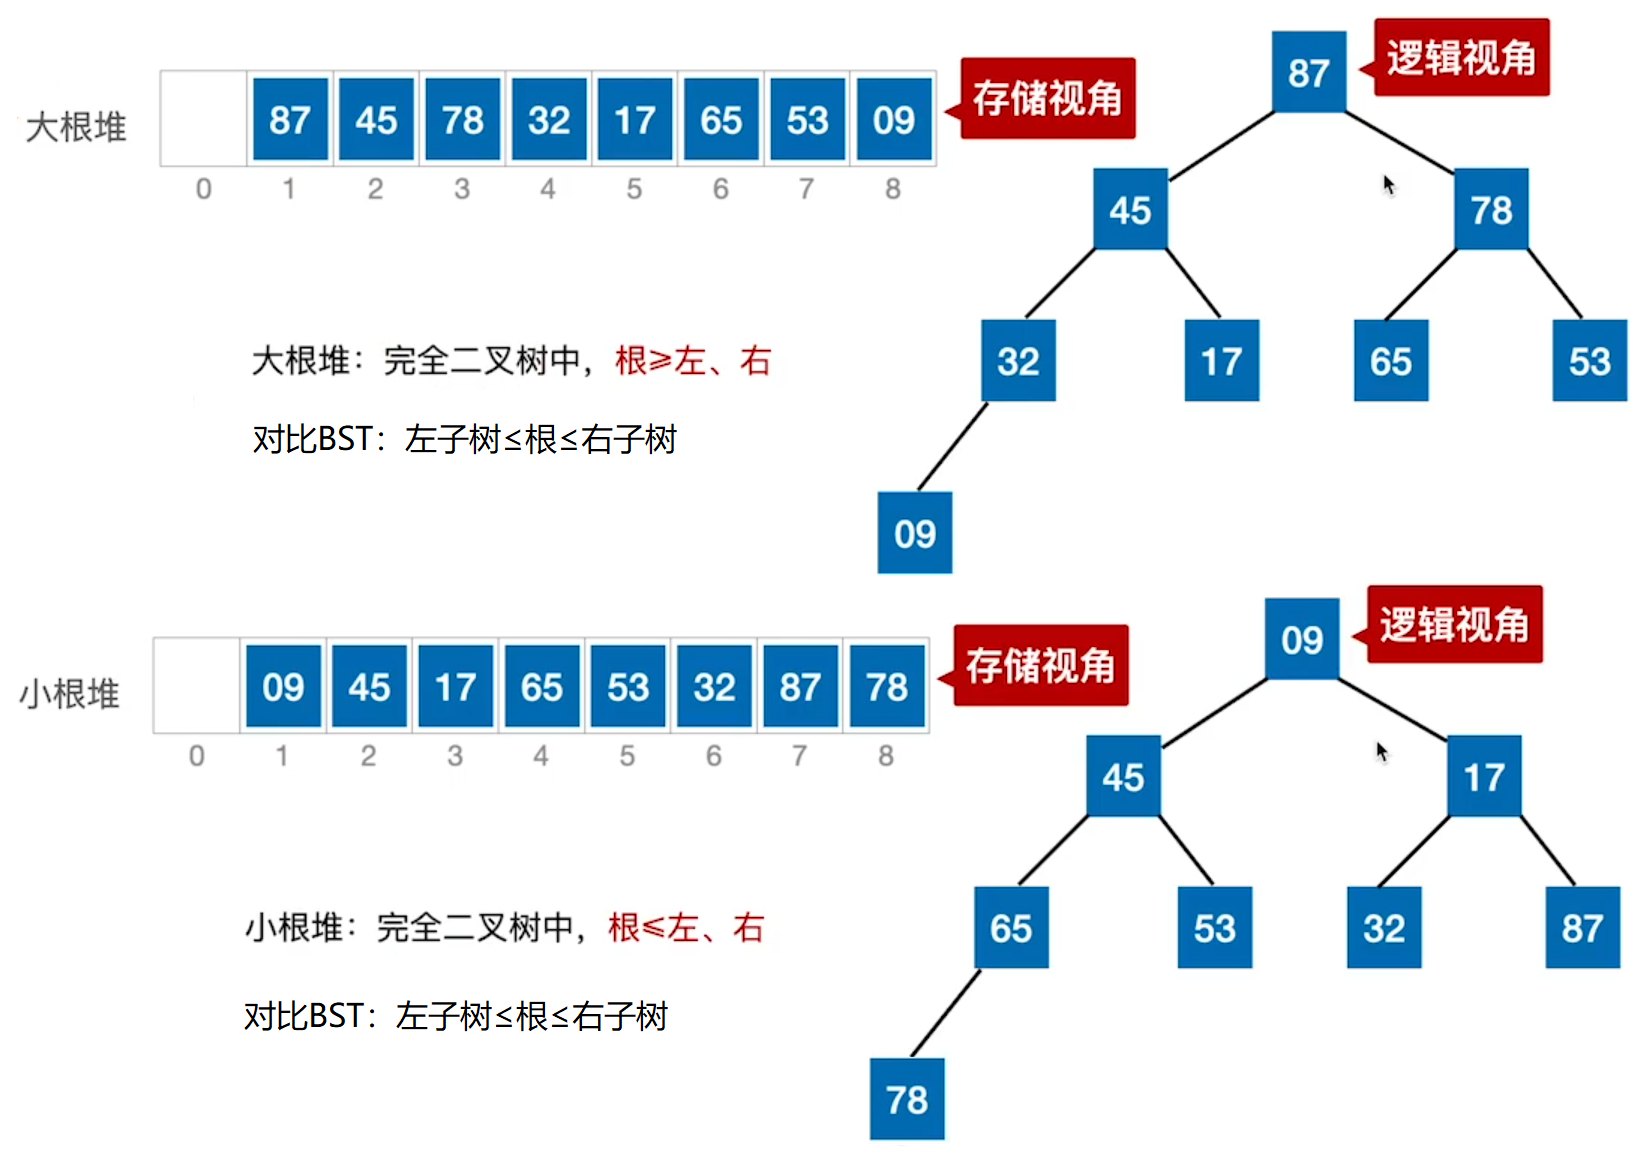 大根堆
87 45 78 32 17 65 53 09
0 1 2 3 4 5 6 7 8
存储视角
逻辑视角
87
45 78
32 17 65 53
09
大根堆：完全二叉树中，根≥左、右
对比BST：左子树≤根≤右子树
小根堆
09 45 17 65 53 32 87 78
0 1 2 3 4 5 6 7 8
存储视角
逻辑视角
09
45 17
65 53 32 87
78
小根堆：完全二叉树中，根≤左、右
对比BST：左子树≤根≤右子树